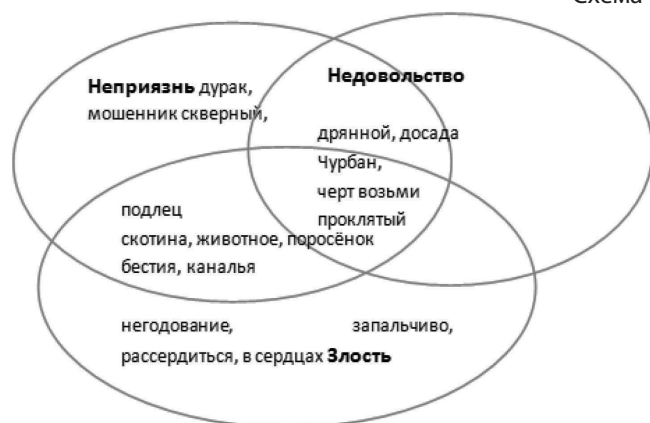 Схема
Неприязнь дурак,
мошенник скверный,
Недовольство
дрянной, досада
Чурбан,
черт возьми
проклятый
подлец
скотина, животное, поросёнок
бестия, каналья
негодование, запальчиво,
рассердиться, в сердцах Злость